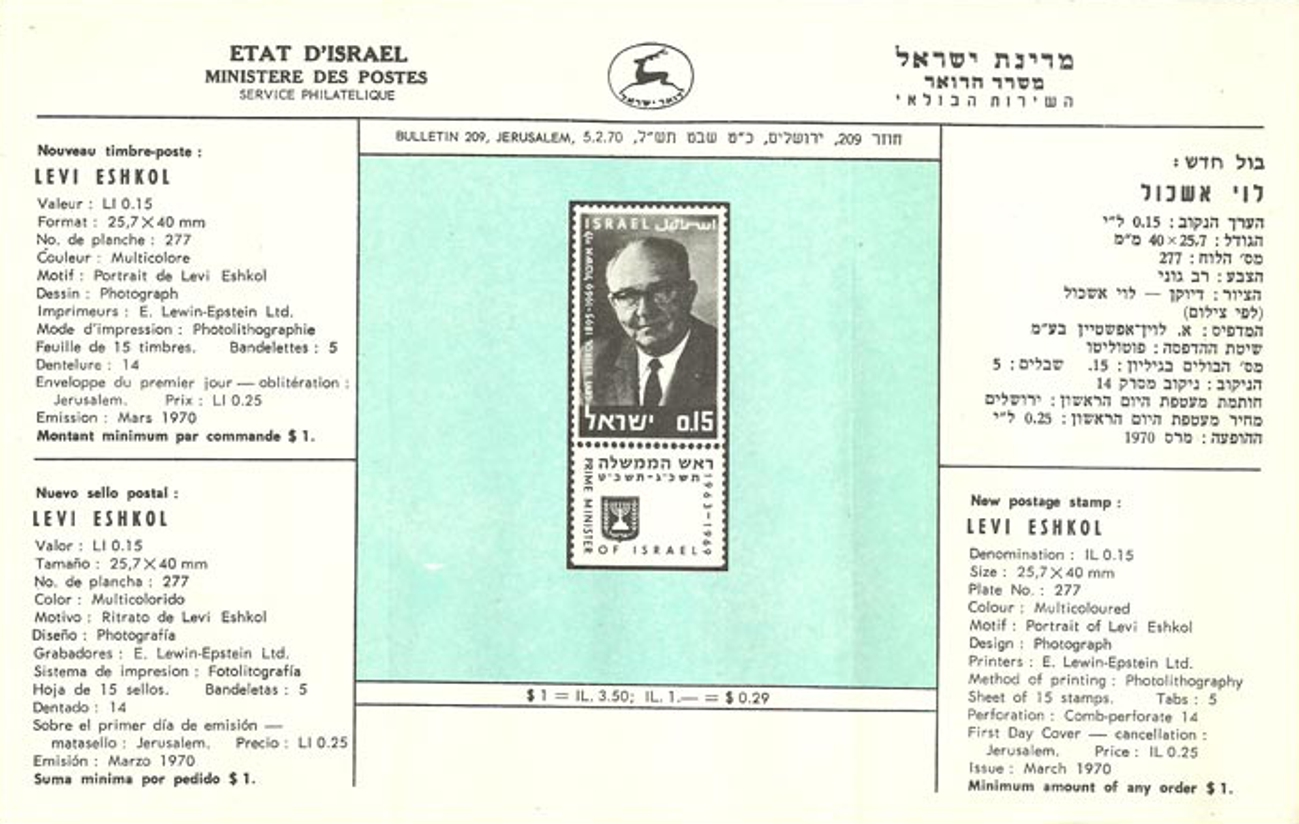 ETAT D'ISRAEL
MINISTERE DES POSTES
SERVICE PHILATELIQUE
דואר ישראל
מדינת ישראל
משרד הדואר
השירות הבולאי
BULLETIN 209, JERUSALEM, 5.2.70 חוזר 209, ירושלים, כ"ט שבט תש"ל,
Nouveau timbre-poste :
LEVI ESHKOL
Valeur : LI 0.15
Format : 25,7 × 40 mm
No. de planche : 277
Couleur : Multicolore
Motif : Portrait de Levi Eshkol
Dessin : Photograph
Imprimeurs : E. Lewin-Epstein Ltd.
Mode d'impression : Photolithographie
Feuille de 15 timbres. Bandelettes : 5
Dentelure : 14
Enveloppe du premier jour — oblitération :
Jerusalem. Prix : LI 0.25
Emission : Mars 1970
Montant minimum par commande $ 1.
Nuevo sello postal :
LEVI ESHKOL
Valor : LI 0.15
Tamaño : 25,7 × 40 mm
No. de plancha : 277
Color : Multicolorido
Motivo : Ritrato de Levi Eshkol
Diseño : Photografía
Grabadores : E. Lewin-Epstein Ltd.
Sistema de impresion : Fotolitografía
Hoja de 15 sellos. Bandeletas : 5
Dentado : 14
Sobre el primer día de emisión —
matasello : Jerusalem. Precio : LI 0.25
Emisión : Marzo 1970
Suma minima por pedido $ 1.
ISRAEL اسرائيل
לוי אשכול 1895-1969
LEVI ESHKOL
ישראל 0.15
ראש הממשלה
תשכ"ג-תשכ"ט
PRIME MINISTER
OF ISRAEL
1963-1969
$ 1 = IL. 3.50; IL. 1.— = $ 0.29
בול חדש :
לוי אשכול
הערך הנקוב : 0.15 ל"י
הגודל : 25.7 × 40 מ"מ
מס' הלוח : 277
הצבע : רב גוני
הציור : דיוקן — לוי אשכול
(לפי צילום)
המדפיס : א. לוין־אפשטיין בע"מ
שיטת ההדפסה : פוטוליטו
מס' הבולים בגיליון : 15. שבלים : 5
הניקוב : ניקוב מסרק 14
חותמת מעטפת היום הראשון : ירושלים
מחיר מעטפת היום הראשון : 0.25 ל"י
ההופעה : מרס 1970
New postage stamp :
LEVI ESHKOL
Denomination : IL 0.15
Size : 25,7 × 40 mm
Plate No. : 277
Colour : Multicoloured
Motif : Portrait of Levi Eshkol
Design : Photograph
Printers : E. Lewin-Epstein Ltd.
Method of printing : Photolithography
Sheet of 15 stamps. Tabs : 5
Perforation : Comb-perforate 14
First Day Cover — cancellation :
Jerusalem. Price : IL 0.25
Issue : March 1970
Minimum amount of any order $ 1.